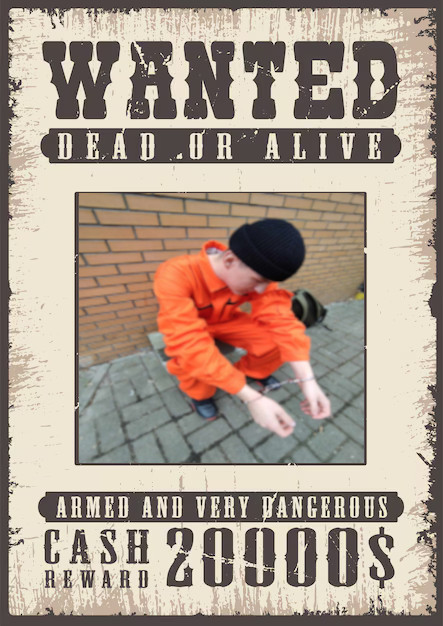 WANTED
DEAD OR ALIVE
ARMED AND VERY DANGEROUS
CASH REWARD 20000$